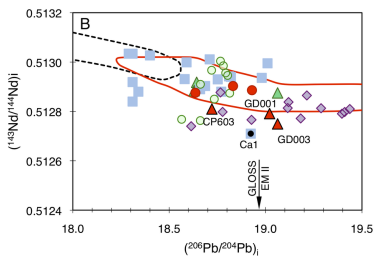 B
0.5132
0.5130
0.5128
0.5126
0.5124
(¹⁴³Nd/¹⁴⁴Nd)i
GD001
CP603
GD003
Ca1
GLOSS
EM II
18.0 18.5 19.0 19.5
(²⁰⁶Pb/²⁰⁴Pb)ᵢ